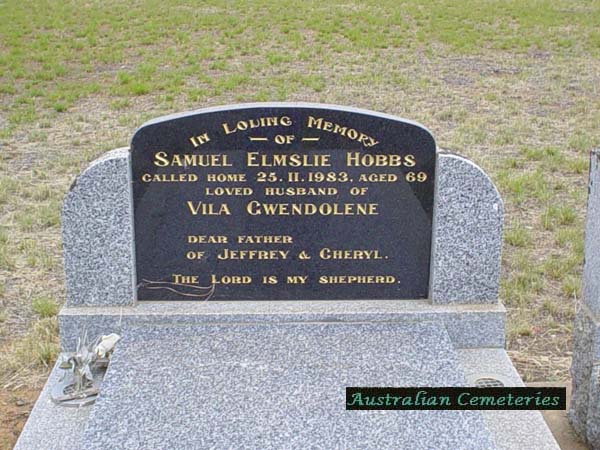 IN LOVING MEMORY
— OF —
SAMUEL ELMSLIE HOBBS
CALLED HOME 25.11.1983, AGED 69
LOVED HUSBAND OF
VILA GWENDOLENE
DEAR FATHER
OF JEFFREY & CHERYL.
THE LORD IS MY SHEPHERD.
Australian Cemeteries